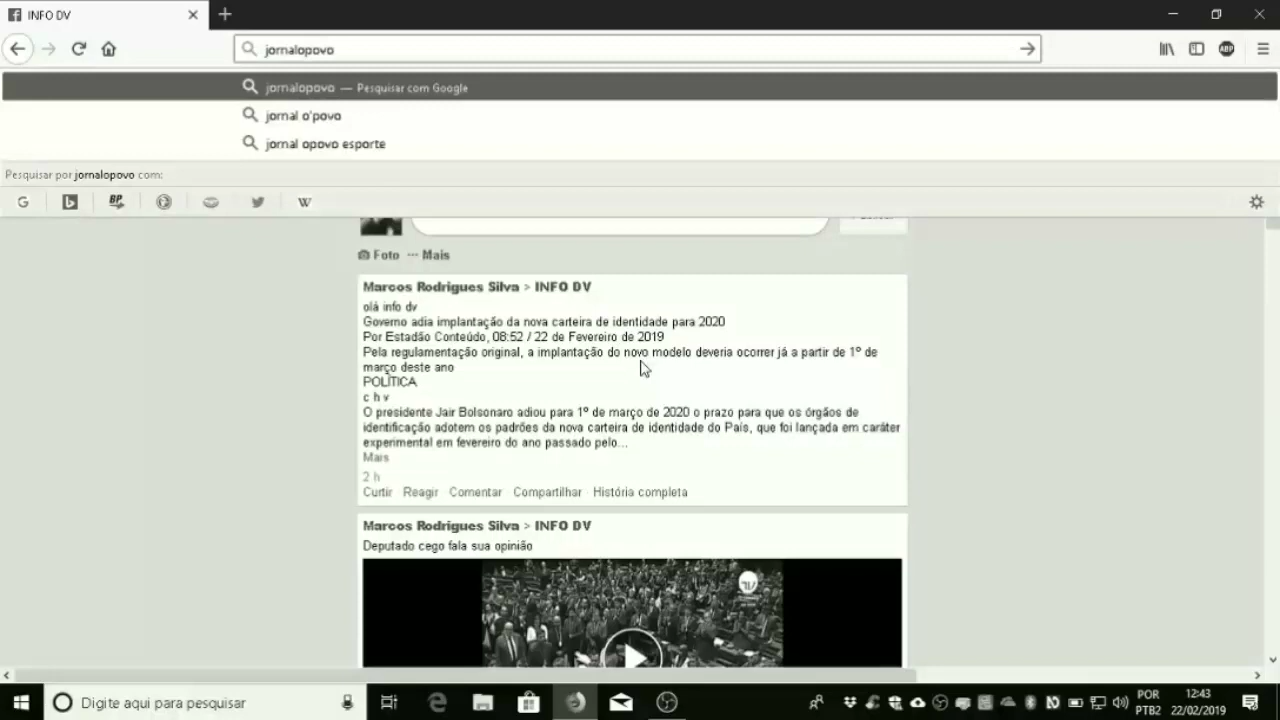 INFO DV
jornalopovo
ABP
jornalopovo — Pesquisar com Google
jornal o'povo
jornal opovo esporte
Pesquisar por jornalopovo com:
G
BP
W
Foto ··· Mais
Marcos Rodrigues Silva > INFO DV
olá info dv
Governo adia implantação da nova carteira de identidade para 2020
Por Estadão Conteúdo, 08:52 / 22 de Fevereiro de 2019
Pela regulamentação original, a implantação do novo modelo deveria ocorrer já a partir de 1º de
março deste ano
POLÍTICA
c h v
O presidente Jair Bolsonaro adiou para 1º de março de 2020 o prazo para que os órgãos de
identificação adotem os padrões da nova carteira de identidade do País, que foi lançada em caráter
experimental em fevereiro do ano passado pelo...
Mais
2 h
Curtir Reagir Comentar Compartilhar História completa
Marcos Rodrigues Silva > INFO DV
Deputado cego fala sua opinião
Digite aqui para pesquisar
POR
PTB2
12:43
22/02/2019